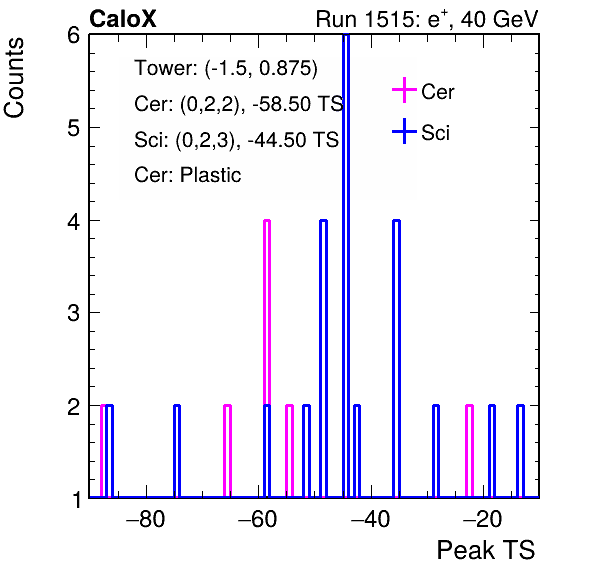 CaloX Run 1515: e+, 40 GeV
Counts
6
5
4
3
2
1
Tower: (-1.5, 0.875)
Cer: (0,2,2), -58.50 TS
Sci: (0,2,3), -44.50 TS
Cer: Plastic
Cer
Sci
−80 −60 −40 −20
Peak TS